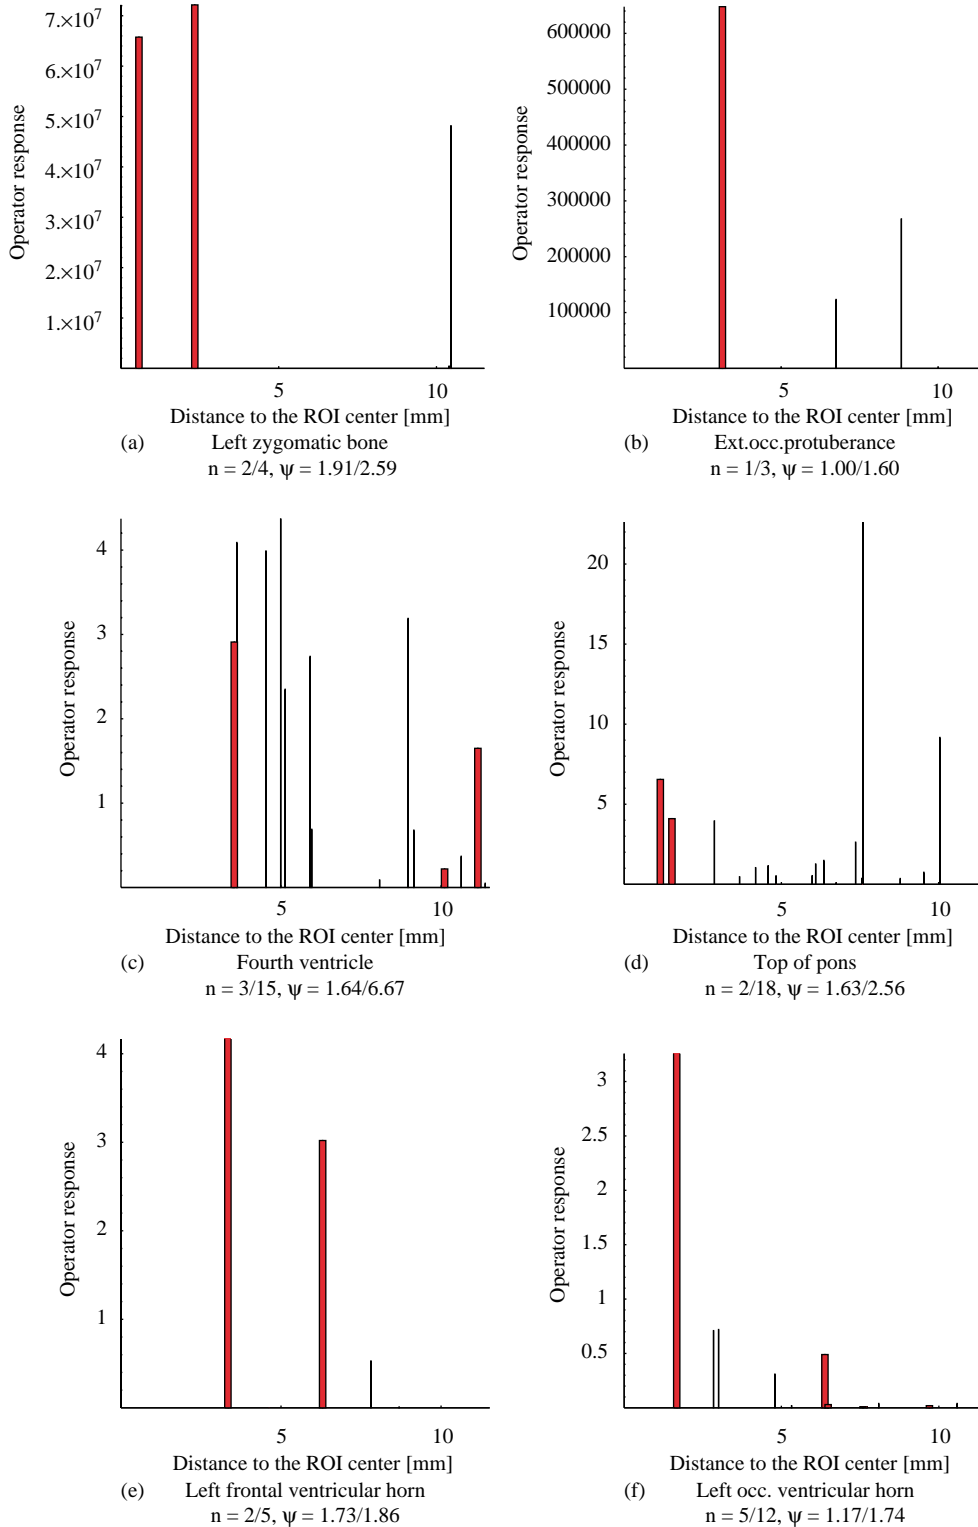 7.×10⁷
6.×10⁷
5.×10⁷
4.×10⁷
3.×10⁷
2.×10⁷
1.×10⁷
Operator response
5 10
Distance to the ROI center [mm]
(a) Left zygomatic bone
n = 2/4, ψ = 1.91/2.59
600000
500000
400000
300000
200000
100000
Operator response
5 10
Distance to the ROI center [mm]
(b) Ext.occ.protuberance
n = 1/3, ψ = 1.00/1.60
4
3
2
1
Operator response
5 10
Distance to the ROI center [mm]
(c) Fourth ventricle
n = 3/15, ψ = 1.64/6.67
20
15
10
5
Operator response
5 10
Distance to the ROI center [mm]
(d) Top of pons
n = 2/18, ψ = 1.63/2.56
4
3
2
1
Operator response
5 10
Distance to the ROI center [mm]
(e) Left frontal ventricular horn
n = 2/5, ψ = 1.73/1.86
3
2.5
2
1.5
1
0.5
Operator response
5 10
Distance to the ROI center [mm]
(f) Left occ. ventricular horn
n = 5/12, ψ = 1.17/1.74